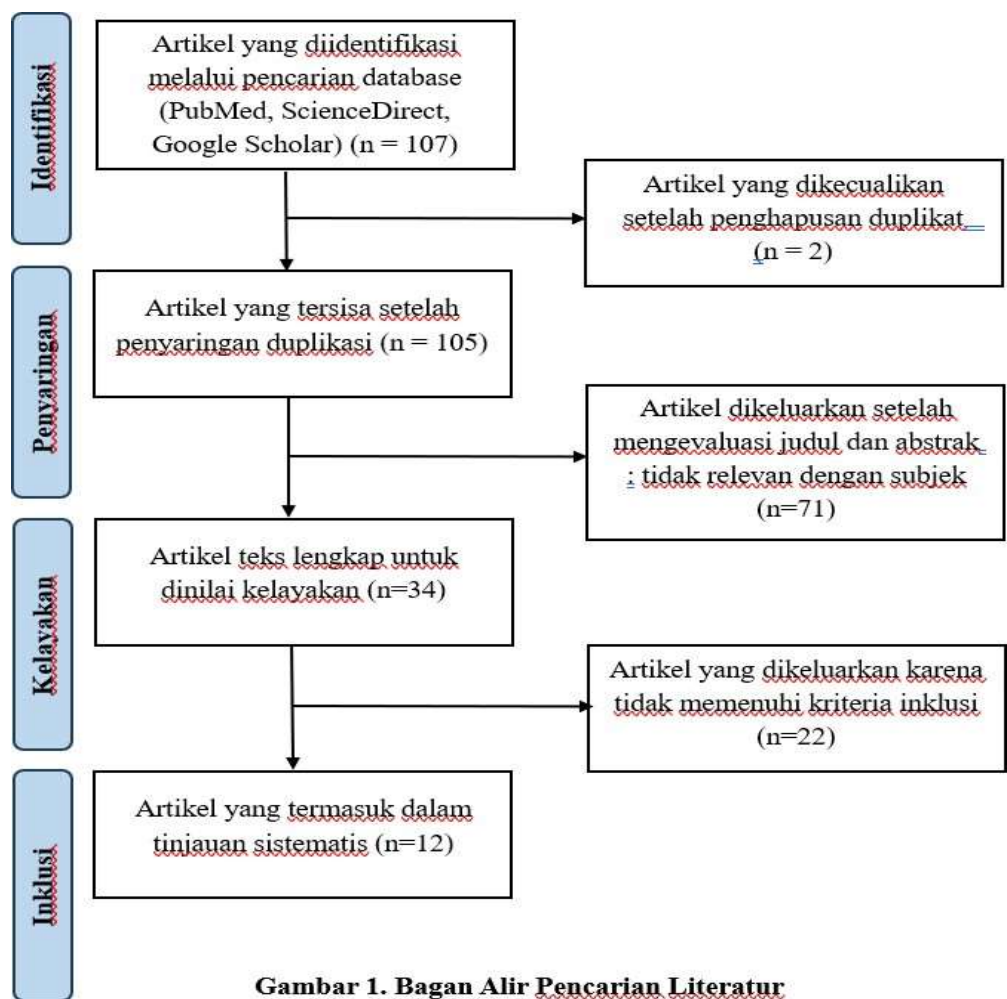 Identifikasi
Artikel yang diidentifikasi
melalui pencarian database
(PubMed, ScienceDirect,
Google Scholar) (n = 107)
Artikel yang dikecualikan
setelah penghapusan duplikat
(n = 2)
Penyaringan
Artikel yang tersisa setelah
penyaringan duplikasi (n = 105)
Artikel dikeluarkan setelah
mengevaluasi judul dan abstrak
: tidak relevan dengan subjek
(n=71)
Kelayakan
Artikel teks lengkap untuk
dinilai kelayakan (n=34)
Artikel yang dikeluarkan karena
tidak memenuhi kriteria inklusi
(n=22)
Inklusi
Artikel yang termasuk dalam
tinjauan sistematis (n=12)
Gambar 1. Bagan Alir Pencarian Literatur